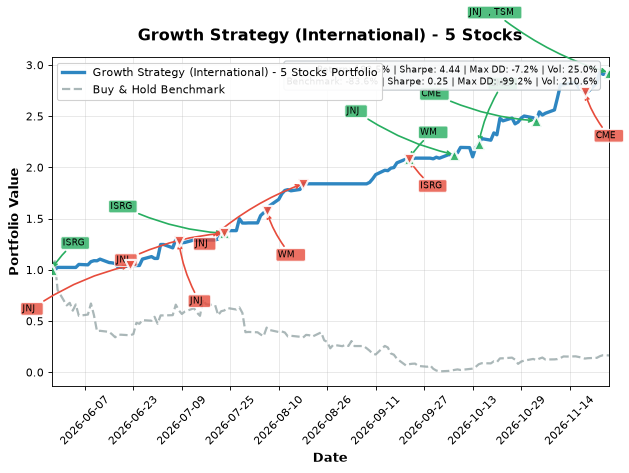 JNJ , TSM
Growth Strategy (International) - 5 Stocks
Growth Strategy (International) - 5 Stocks Portfolio
Buy & Hold Benchmark
% | Sharpe: 4.44 | Max DD: -7.2% | Vol: 25.0%
| Sharpe: 0.25 | Max DD: -99.2% | Vol: 210.6%
CME
JNJ
WM
CME
ISRG
ISRG
ISRG
JNJ
JNJ
WM
JNJ
JNJ
3.0
2.5
2.0
1.5
1.0
0.5
0.0
Portfolio Value
2026-06-07
2026-06-23
2026-07-09
2026-07-25
2026-08-10
2026-08-26
2026-09-11
2026-09-27
2026-10-13
2026-10-29
2026-11-14
Date